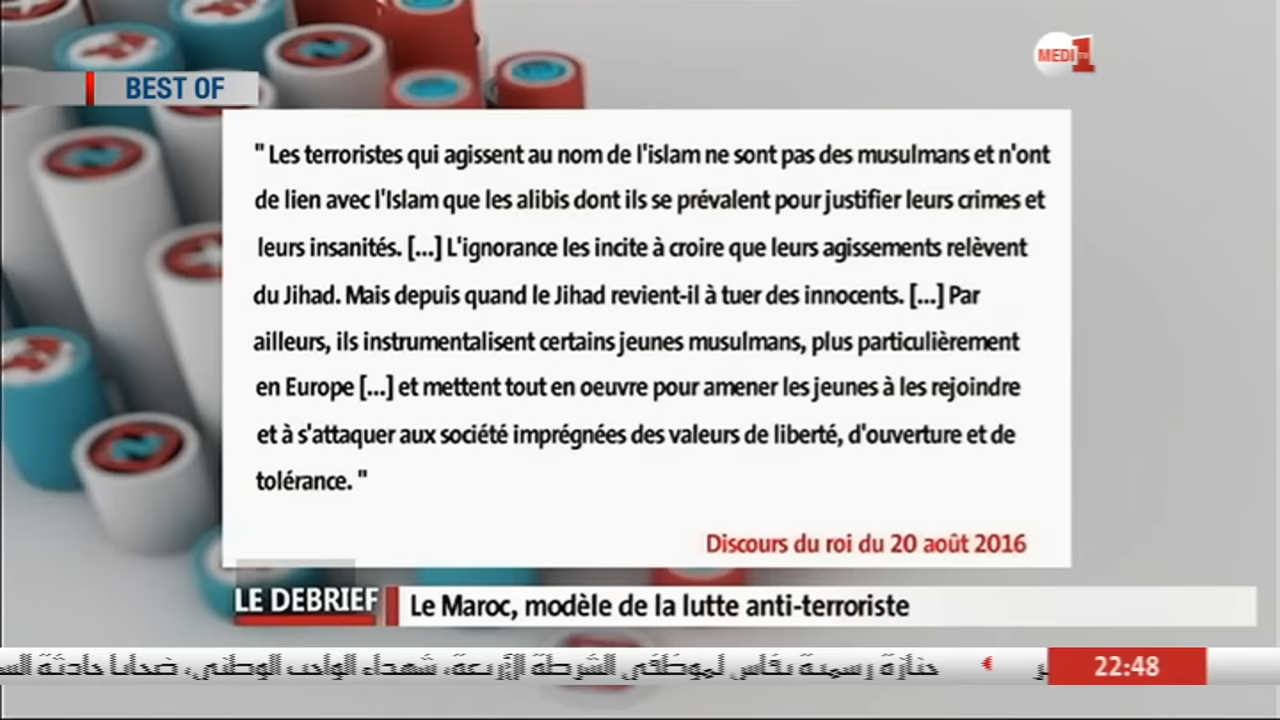 MEDI1
TV
BEST OF
" Les terroristes qui agissent au nom de l'islam ne sont pas des musulmans et n'ont
de lien avec l'Islam que les alibis dont ils se prévalent pour justifier leurs crimes et
leurs insanités. [...] L'ignorance les incite à croire que leurs agissements relèvent
du Jihad. Mais depuis quand le Jihad revient-il à tuer des innocents. [...] Par
ailleurs, ils instrumentalisent certains jeunes musulmans, plus particulièrement
en Europe [...] et mettent tout en oeuvre pour amener les jeunes à les rejoindre
et à s'attaquer aux société imprégnées des valeurs de liberté, d'ouverture et de
tolérance. "
Discours du roi du 20 août 2016
LE DEBRIEF
Le Maroc, modèle de la lutte anti-terroriste
جنازة رسمية بفاس لموظفي الشرطة الأربعة، شهداء الواجب الوطني، ضحايا حادثة
22:48